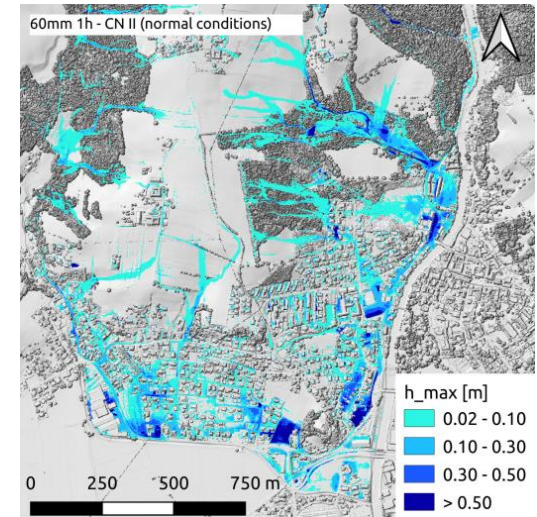 60mm 1h - CN II (normal conditions)
h_max [m]
0.02 - 0.10
0.10 - 0.30
0.30 - 0.50
> 0.50
0 250 500 750 m